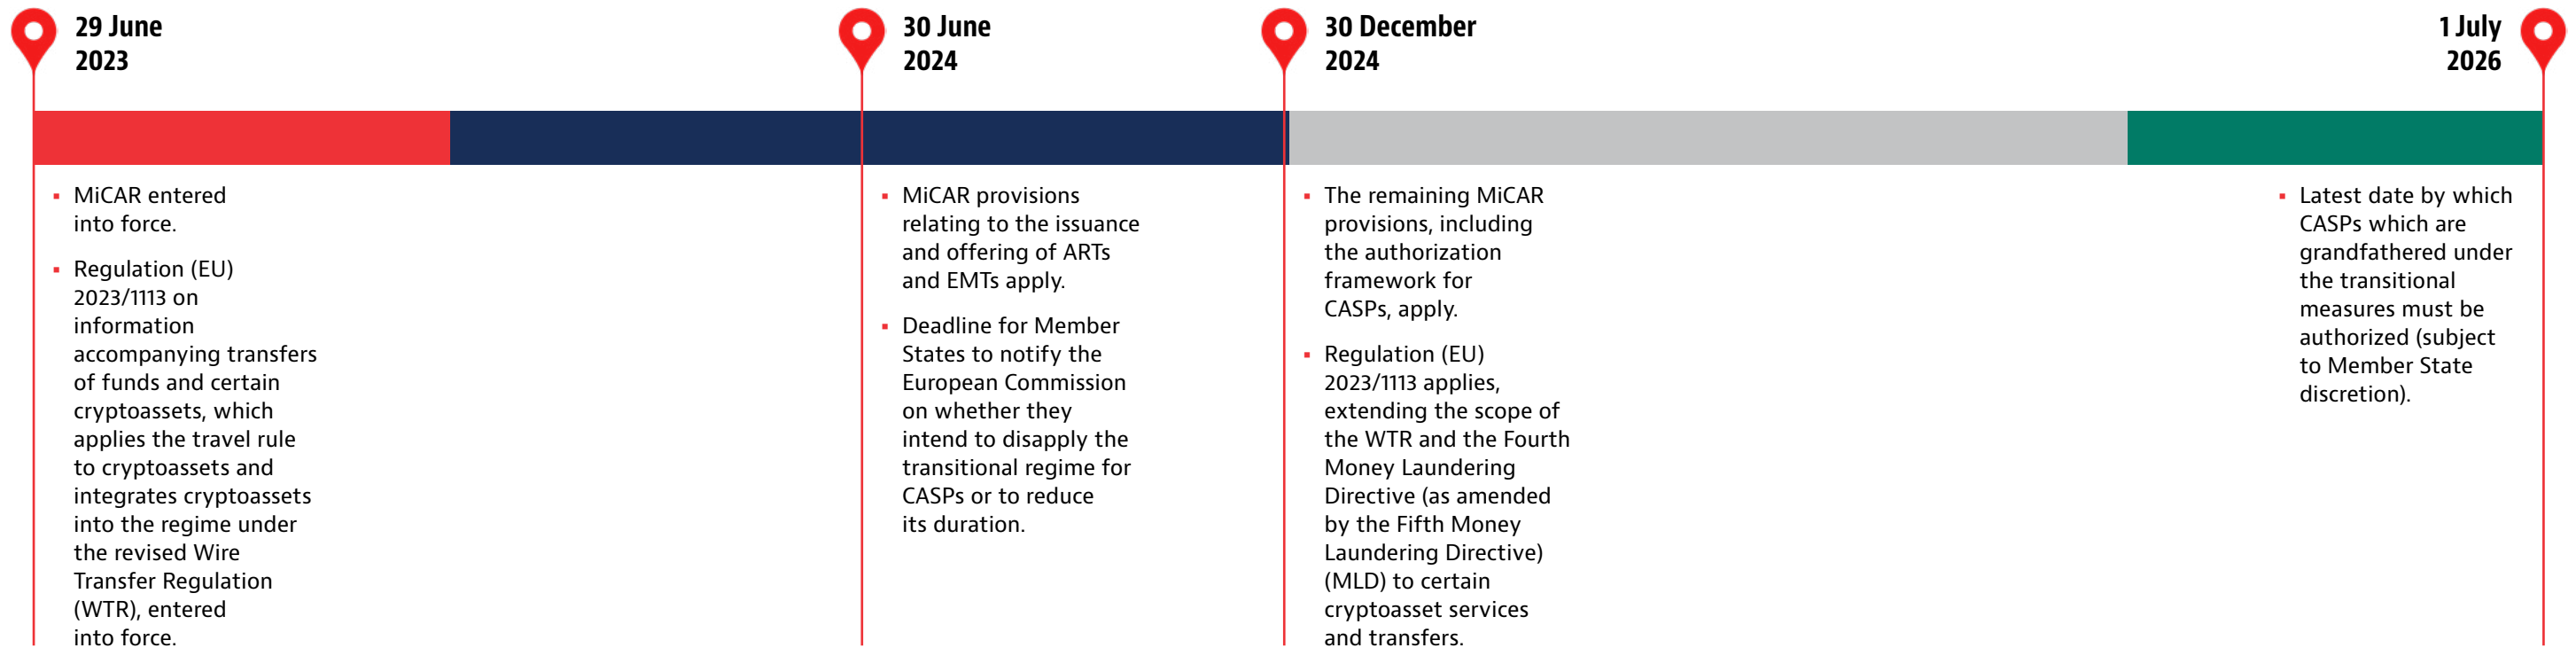 29 June
2023
MiCAR entered
into force.
Regulation (EU)
2023/1113 on
information
accompanying transfers
of funds and certain
cryptoassets, which
applies the travel rule
to cryptoassets and
integrates cryptoassets
into the regime under
the revised Wire
Transfer Regulation
(WTR), entered
into force.
30 June
2024
MiCAR provisions
relating to the issuance
and offering of ARTs
and EMTs apply.
Deadline for Member
States to notify the
European Commission
on whether they
intend to disapply the
transitional regime for
CASPs or to reduce
its duration.
30 December
2024
The remaining MiCAR
provisions, including
the authorization
framework for
CASPs, apply.
Regulation (EU)
2023/1113 applies,
extending the scope of
the WTR and the Fourth
Money Laundering
Directive (as amended
by the Fifth Money
Laundering Directive)
(MLD) to certain
cryptoasset services
and transfers.
1 July
2026
Latest date by which
CASPs which are
grandfathered under
the transitional
measures must be
authorized (subject
to Member State
discretion).